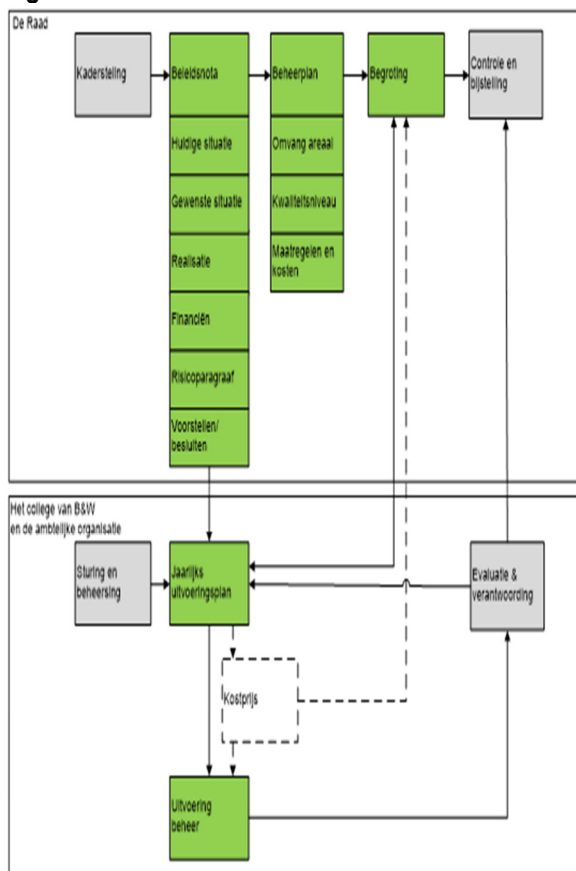 De Raad
Kaderstelling
Beleidsnota
Beheerplan
Begroting
Controle en
bijstelling
Huidige situatie
Omvang areaal
Gewenste situatie
Kwaliteitsniveau
Realisatie
Maatregelen en
kosten
Financiën
Risicoparagraaf
Voorstellen/
besluiten
Het college van B&W
en de ambtelijke organisatie
Sturing en
beheersing
Jaarlijks
uitvoeringsplan
Evaluatie &
verantwoording
Kostprijs
Uitvoering
beheer